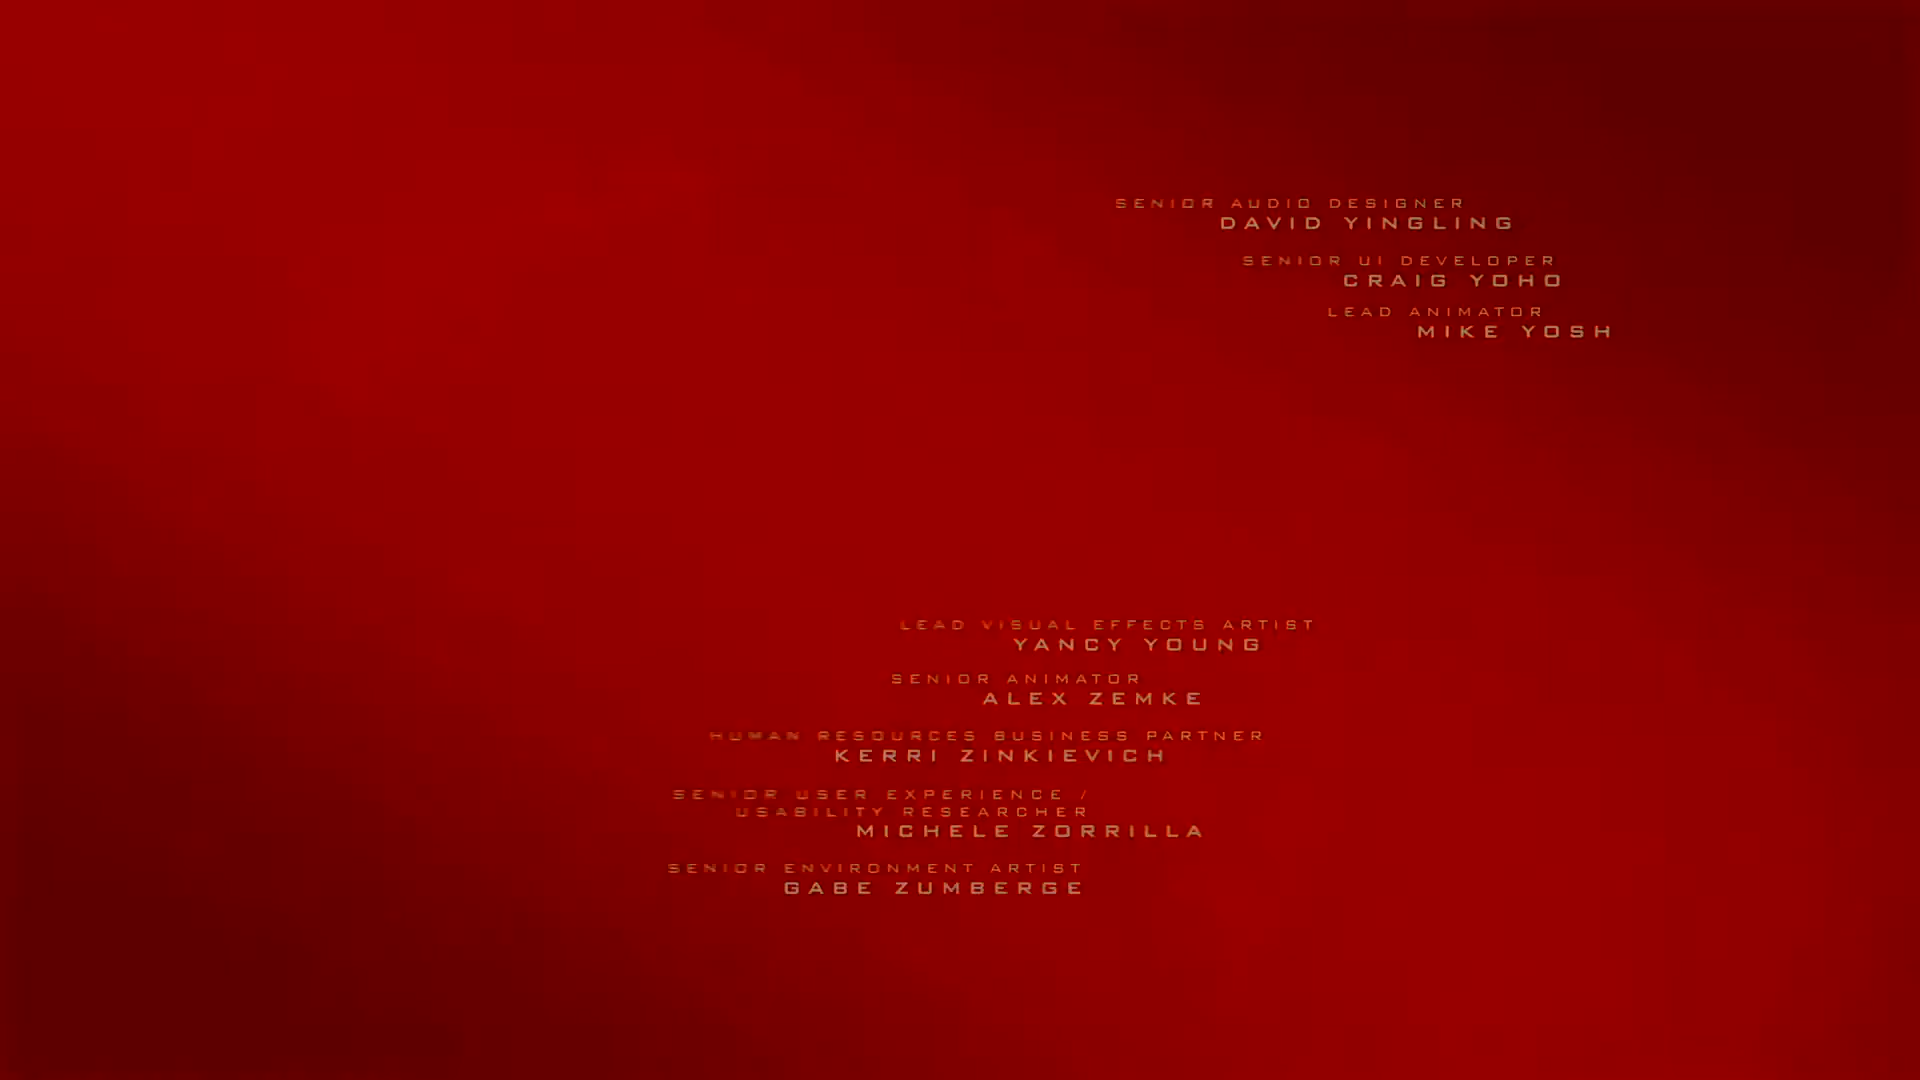 SENIOR AUDIO DESIGNER
DAVID YINGLING
SENIOR UI DEVELOPER
CRAIG YOHO
LEAD ANIMATOR
MIKE YOSH
LEAD VISUAL EFFECTS ARTIST
YANCY YOUNG
SENIOR ANIMATOR
ALEX ZEMKE
HUMAN RESOURCES BUSINESS PARTNER
KERRI ZINKIEVICH
SENIOR USER EXPERIENCE /
USABILITY RESEARCHER
MICHELE ZORRILLA
SENIOR ENVIRONMENT ARTIST
GABE ZUMBERGE